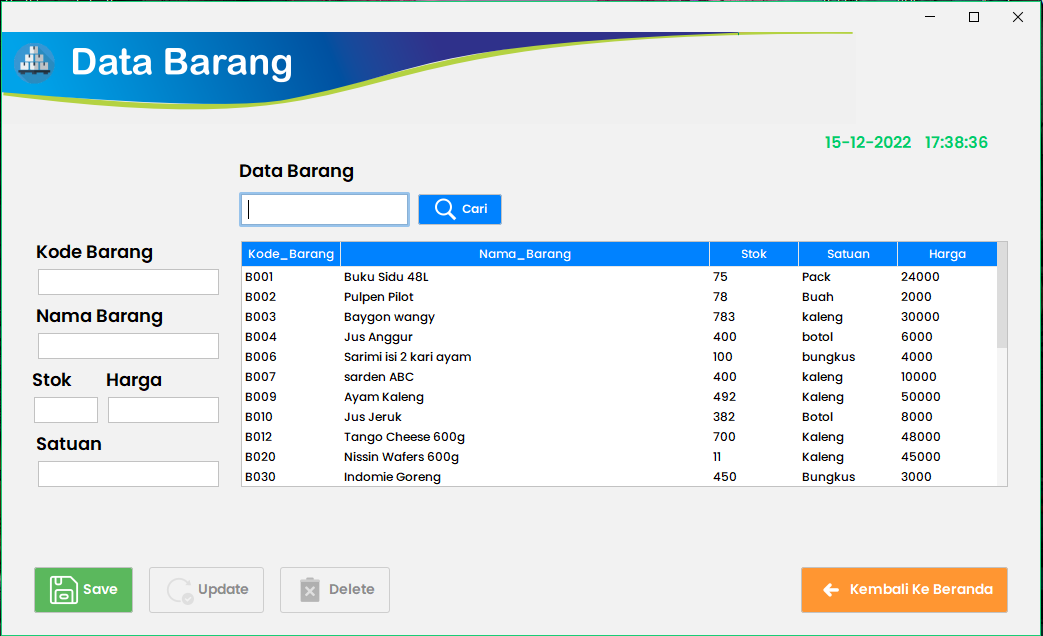 Data Barang
15-12-2022 17:38:36
Data Barang
Cari
Kode Barang
Nama Barang
Stok Harga
Satuan
Kode_Barang Nama_Barang Stok Satuan Harga
B001 Buku Sidu 48L 75 Pack 24000
B002 Pulpen Pilot 78 Buah 2000
B003 Baygon wangy 783 kaleng 30000
B004 Jus Anggur 400 botol 6000
B006 Sarimi isi 2 kari ayam 100 bungkus 4000
B007 sarden ABC 400 kaleng 10000
B009 Ayam Kaleng 492 Kaleng 50000
B010 Jus Jeruk 382 Botol 8000
B012 Tango Cheese 600g 700 Kaleng 48000
B020 Nissin Wafers 600g 11 Kaleng 45000
B030 Indomie Goreng 450 Bungkus 3000
Save Update Delete Kembali Ke Beranda